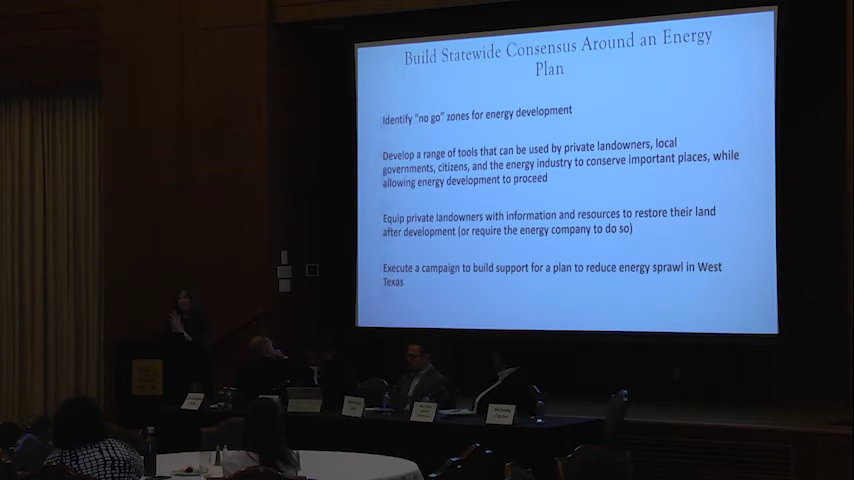 Build Statewide Consensus Around an Energy
Plan
Identify “no go” zones for energy development
Develop a range of tools that can be used by private landowners, local
governments, citizens, and the energy industry to conserve important places, while
allowing energy development to proceed
Equip private landowners with information and resources to restore their land
after development (or require the energy company to do so)
Execute a campaign to build support for a plan to reduce energy sprawl in West
Texas